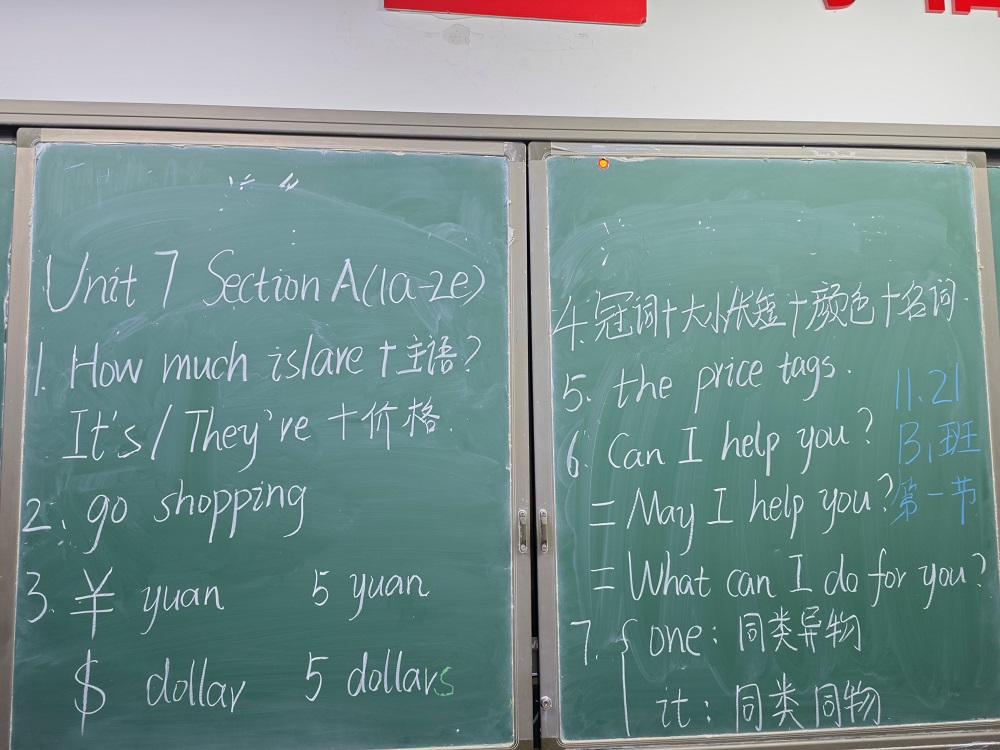 Unit 7 Section A(1a-2e)
1. How much is/are +主语?
It's / They're +价格.
2. go shopping
3. ¥ yuan 5 yuan
$ dollar 5 dollars
4. 冠词+大小长短+颜色+名词.
5. the price tags.
6. Can I help you?
= May I help you?
= What can I do for you?
7. { one: 同类异物
it: 同类同物
11.21
B1班
第一节